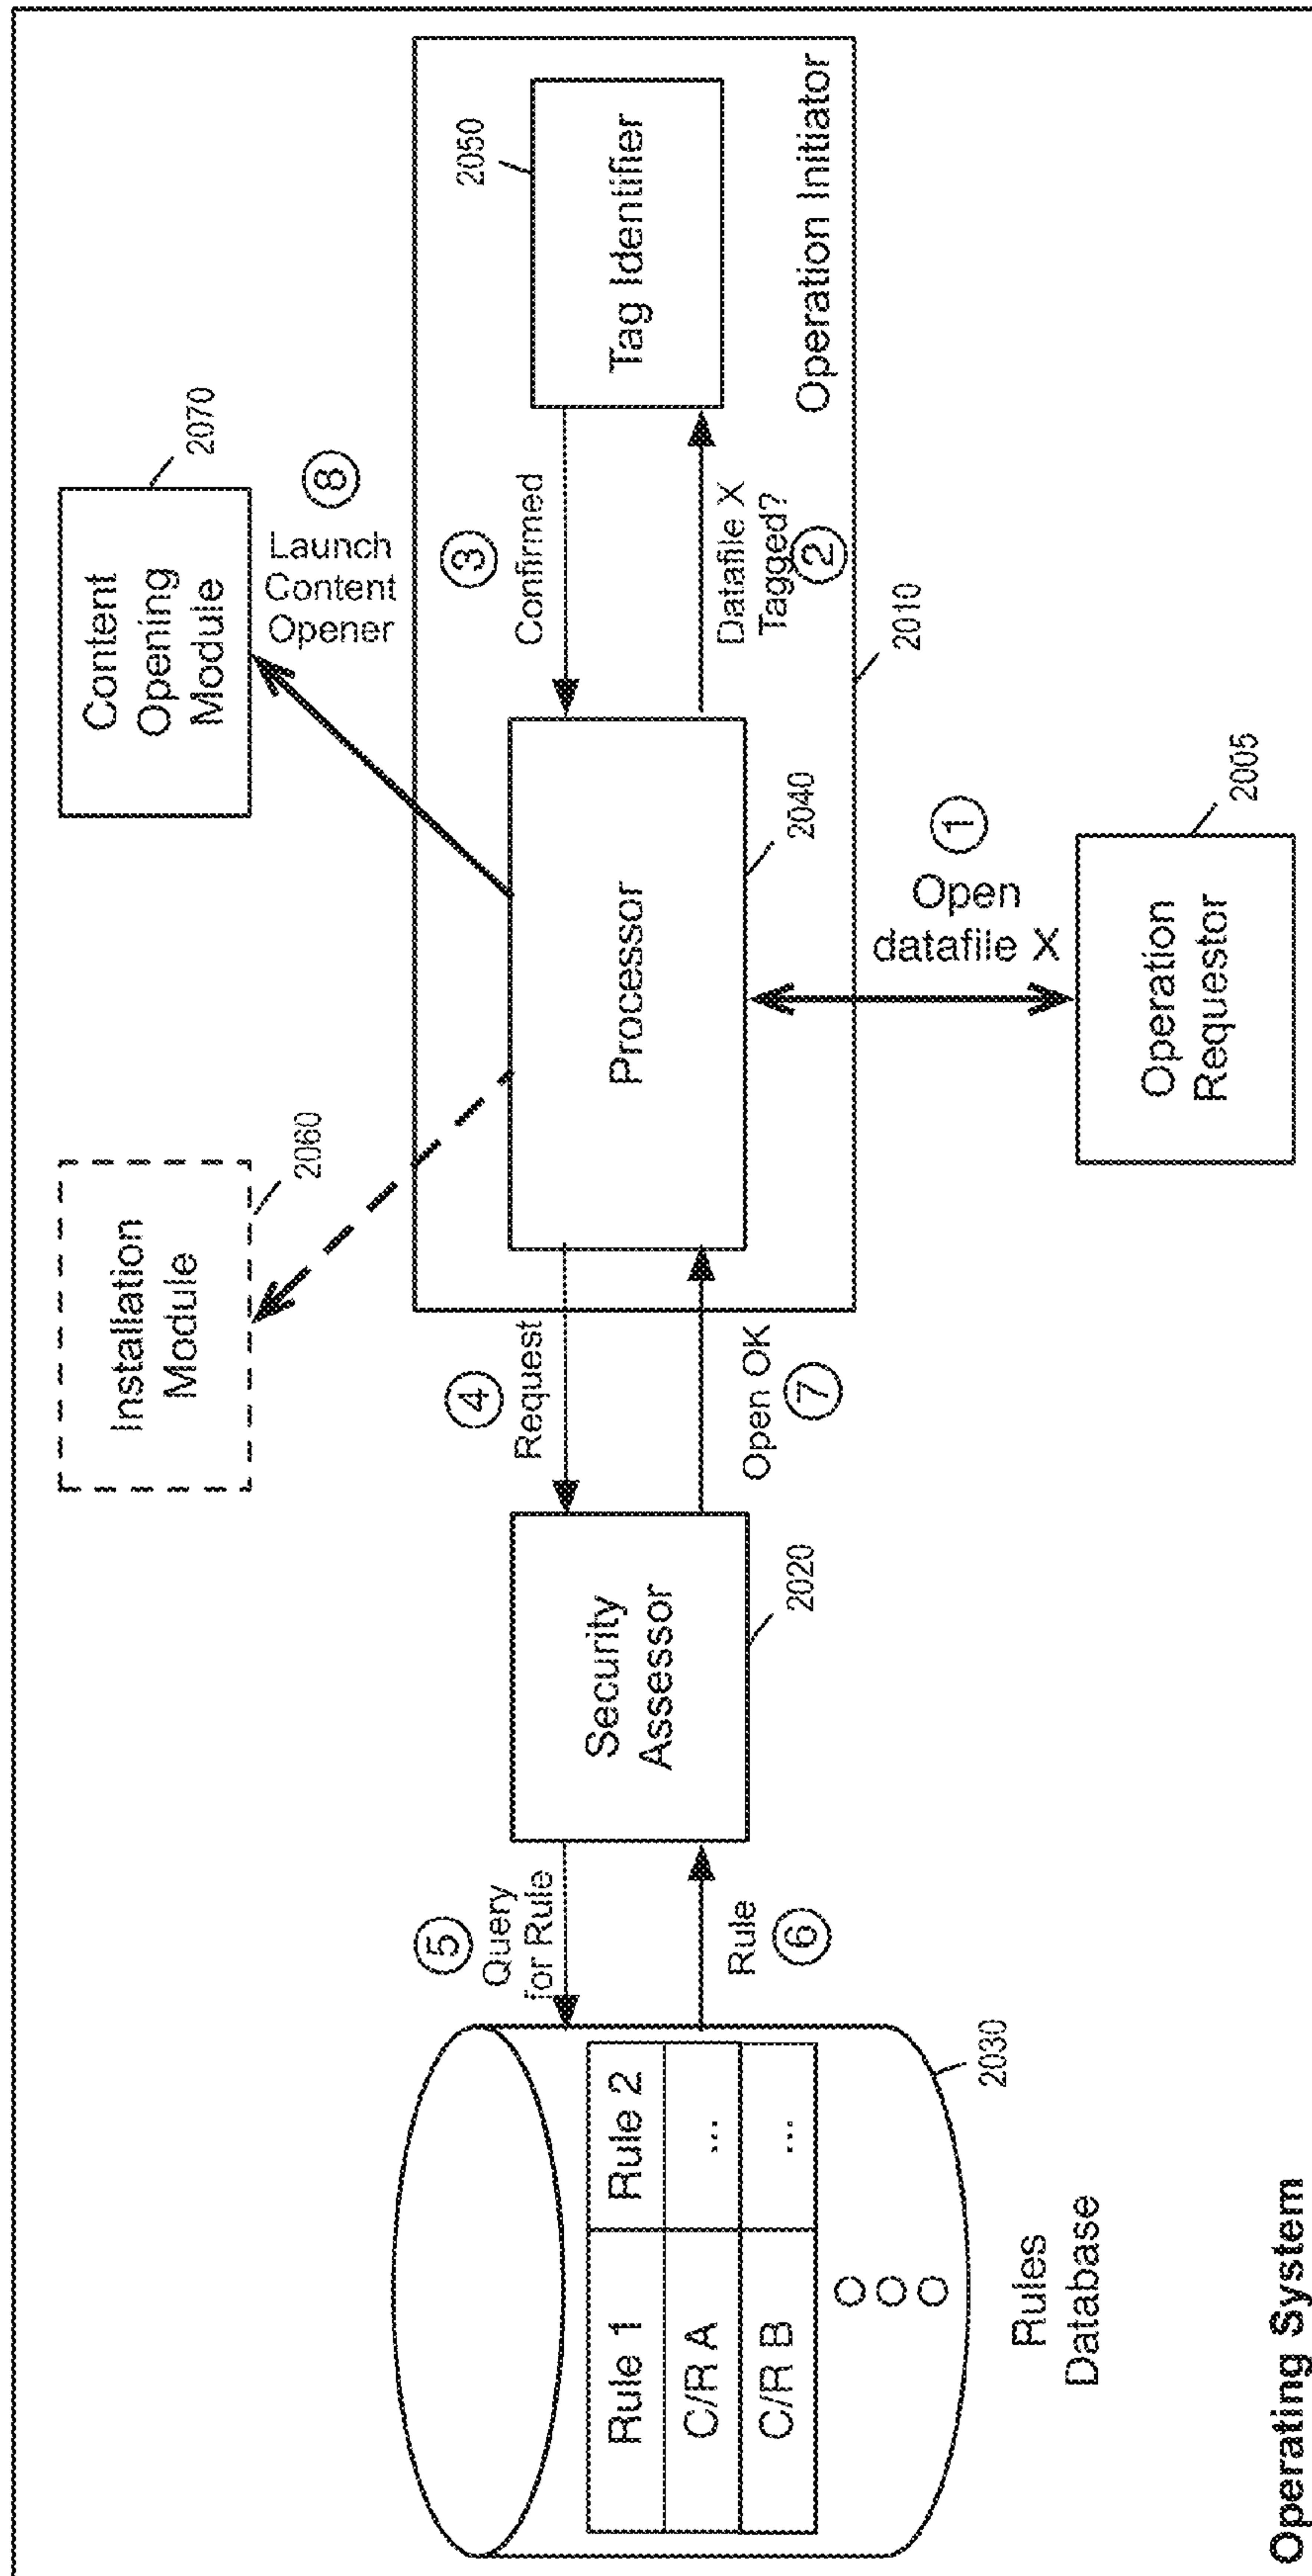 Installation
Module
2060
Content
Opening
Module
2070
8
Launch
Content
Opener
5
Query
for Rule
4
Request
3
Confirmed
2050
Rule 1
Rule 2
C/R A
...
C/R B
...
Security
Assessor
Processor
Tag Identifier
Rule
6
Open OK
7
Datafile X
Tagged?
2
2030
2020
2040
Operation Initiator
2010
Rules
Database
1
Open
datafile X
Operation
Requestor
2005
Operating System